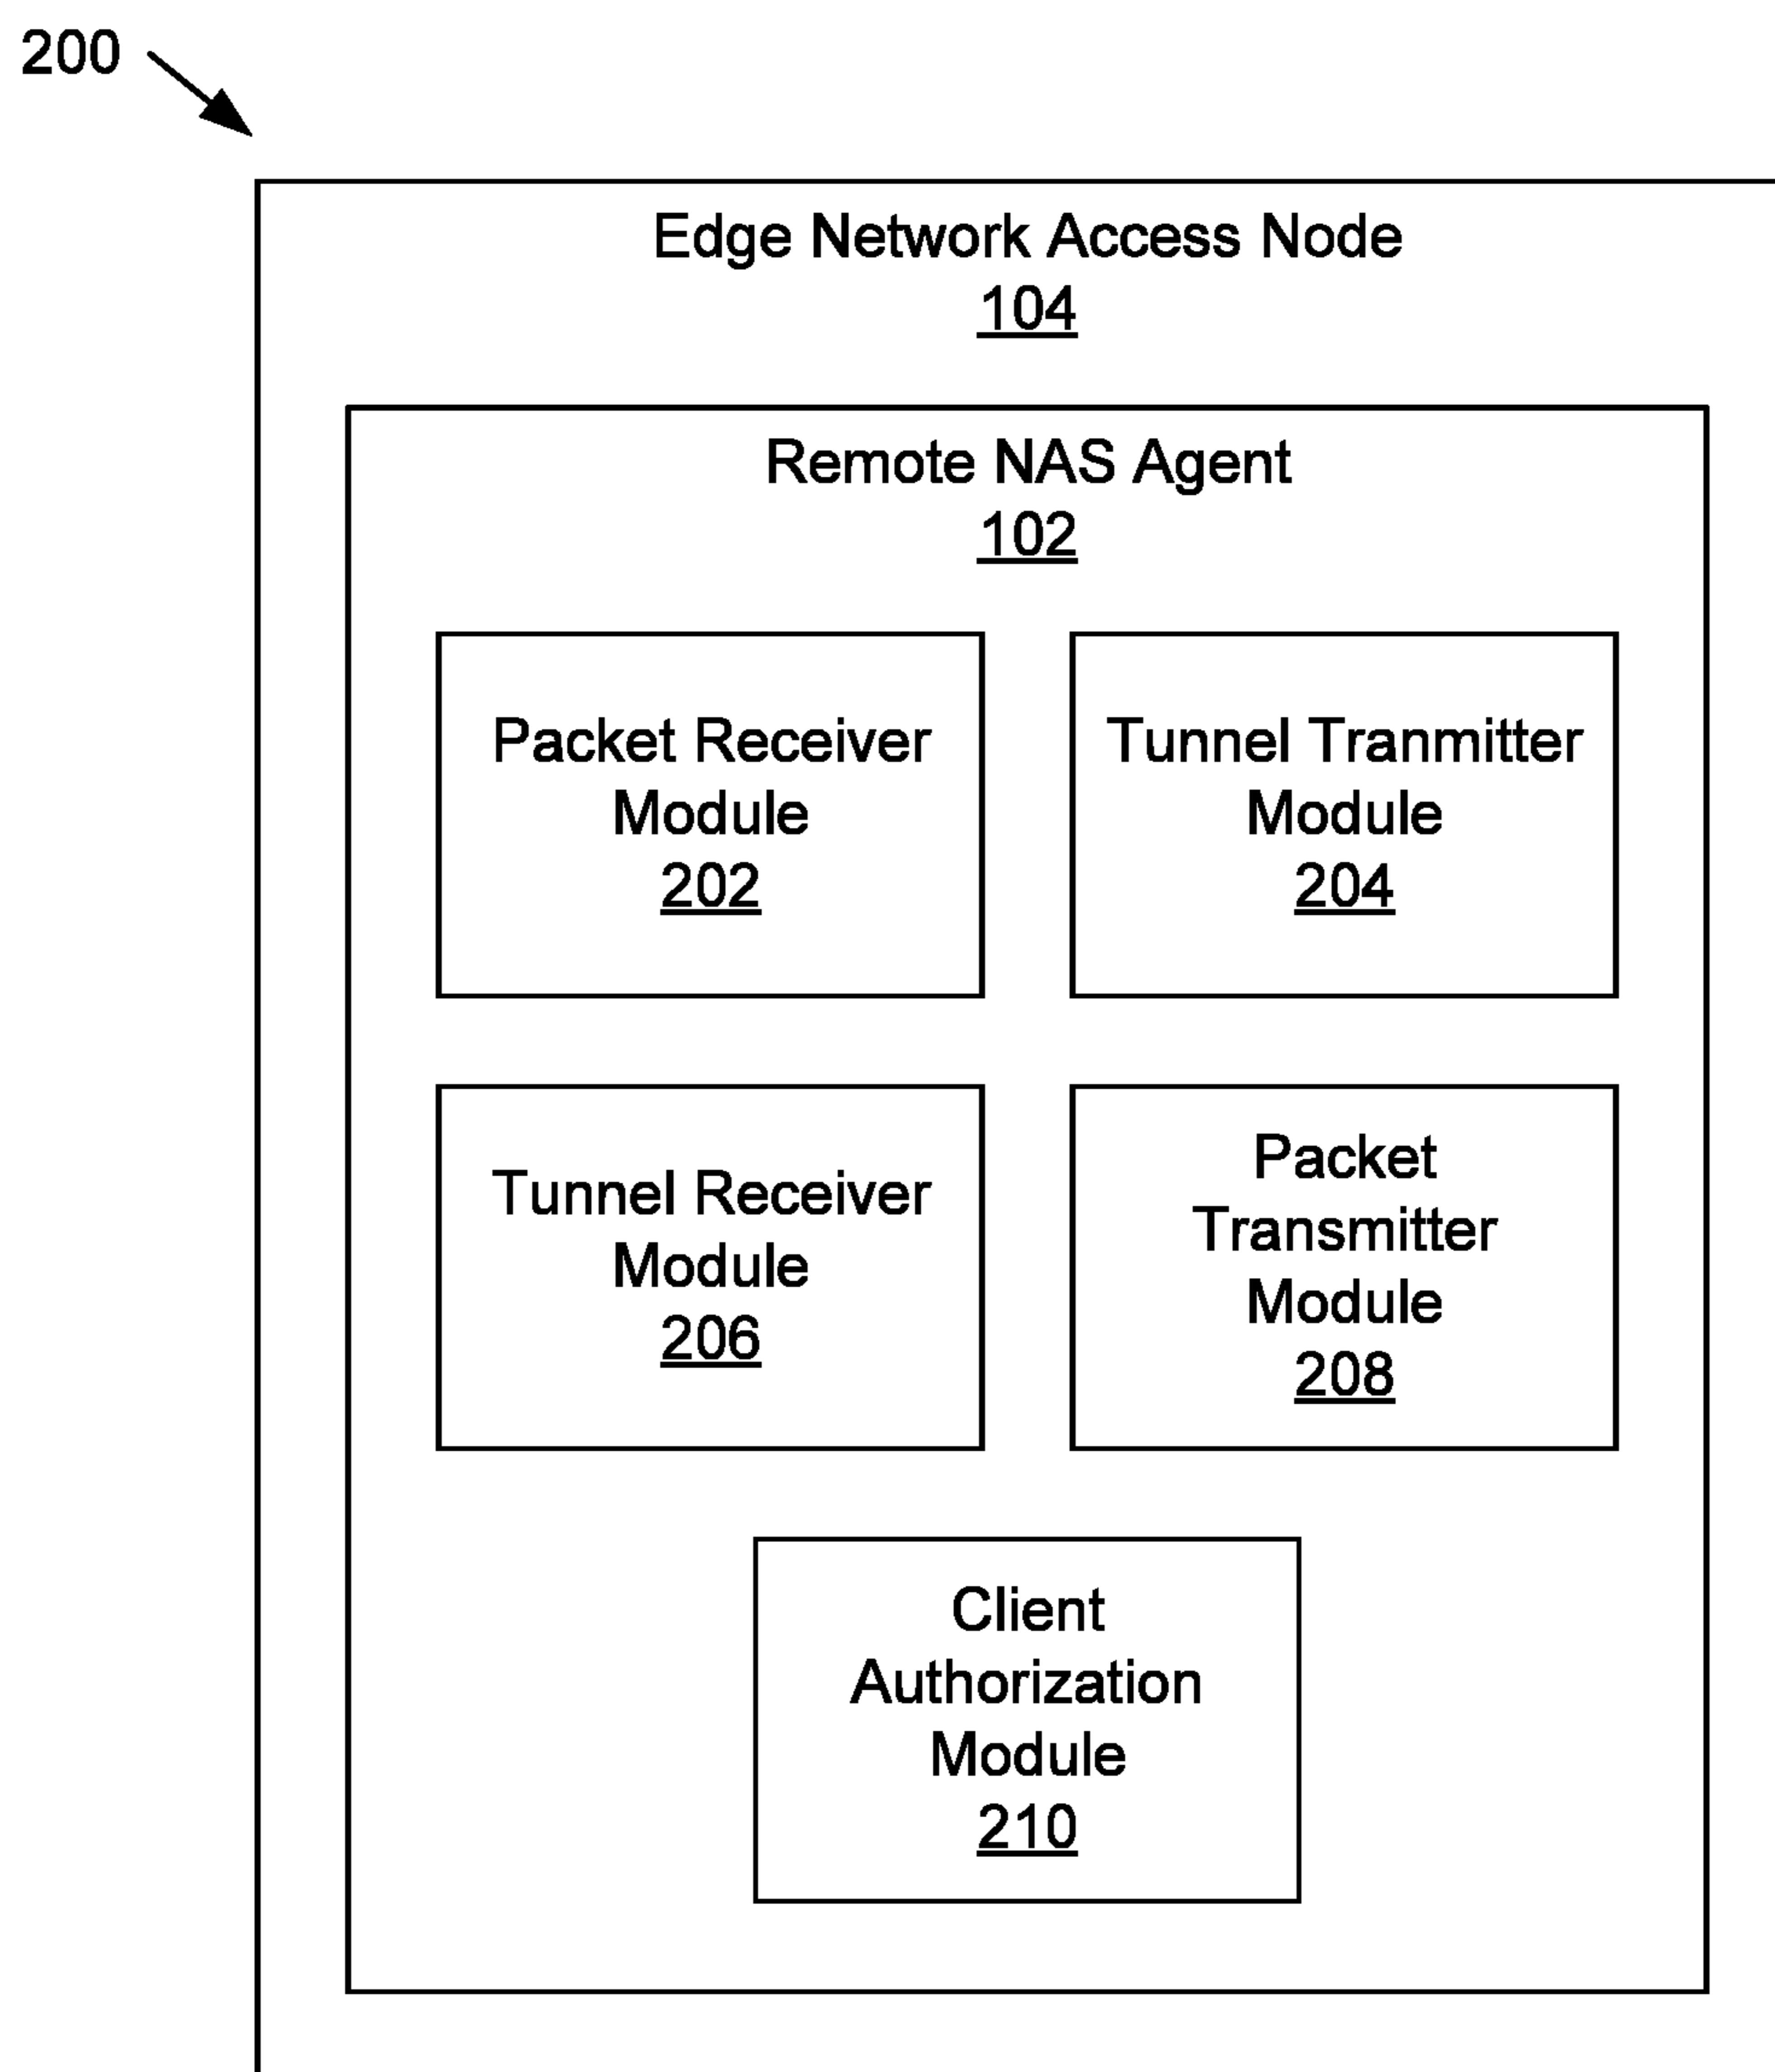 200
Edge Network Access Node
104
Remote NAS Agent
102
Packet Receiver
Module
202
Tunnel Tranmitter
Module
204
Tunnel Receiver
Module
206
Packet
Transmitter
Module
208
Client
Authorization
Module
210